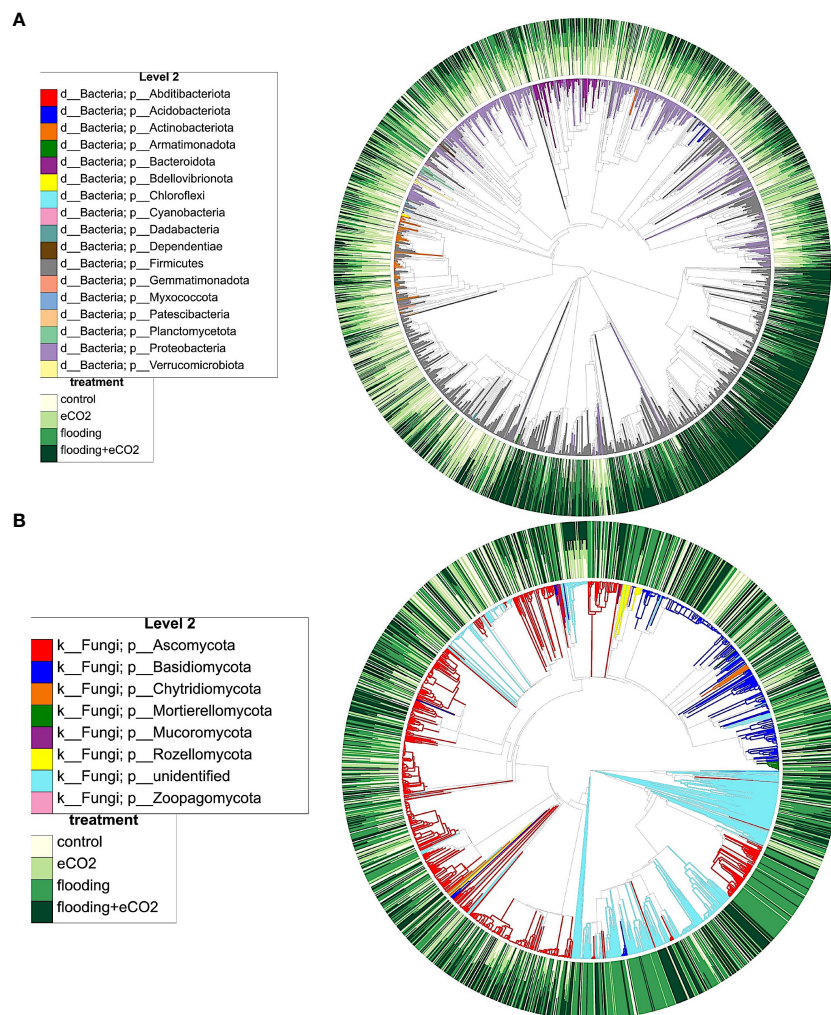 A
Level 2
d__Bacteria; p__Abditibacteriota
d__Bacteria; p__Acidobacteriota
d__Bacteria; p__Actinobacteriota
d__Bacteria; p__Armatimonadota
d__Bacteria; p__Bacteroidota
d__Bacteria; p__Bdellovibrionota
d__Bacteria; p__Chloroflexi
d__Bacteria; p__Cyanobacteria
d__Bacteria; p__Dadabacteria
d__Bacteria; p__Dependentiae
d__Bacteria; p__Firmicutes
d__Bacteria; p__Gemmatimonadota
d__Bacteria; p__Myxococcota
d__Bacteria; p__Patescibacteria
d__Bacteria; p__Planctomycetota
d__Bacteria; p__Proteobacteria
d__Bacteria; p__Verrucomicrobiota
treatment
control
eCO2
flooding
flooding+eCO2
B
Level 2
k__Fungi; p__Ascomycota
k__Fungi; p__Basidiomycota
k__Fungi; p__Chytridiomycota
k__Fungi; p__Mortierellomycota
k__Fungi; p__Mucoromycota
k__Fungi; p__Rozellomycota
k__Fungi; p__unidentified
k__Fungi; p__Zoopagomycota
treatment
control
eCO2
flooding
flooding+eCO2